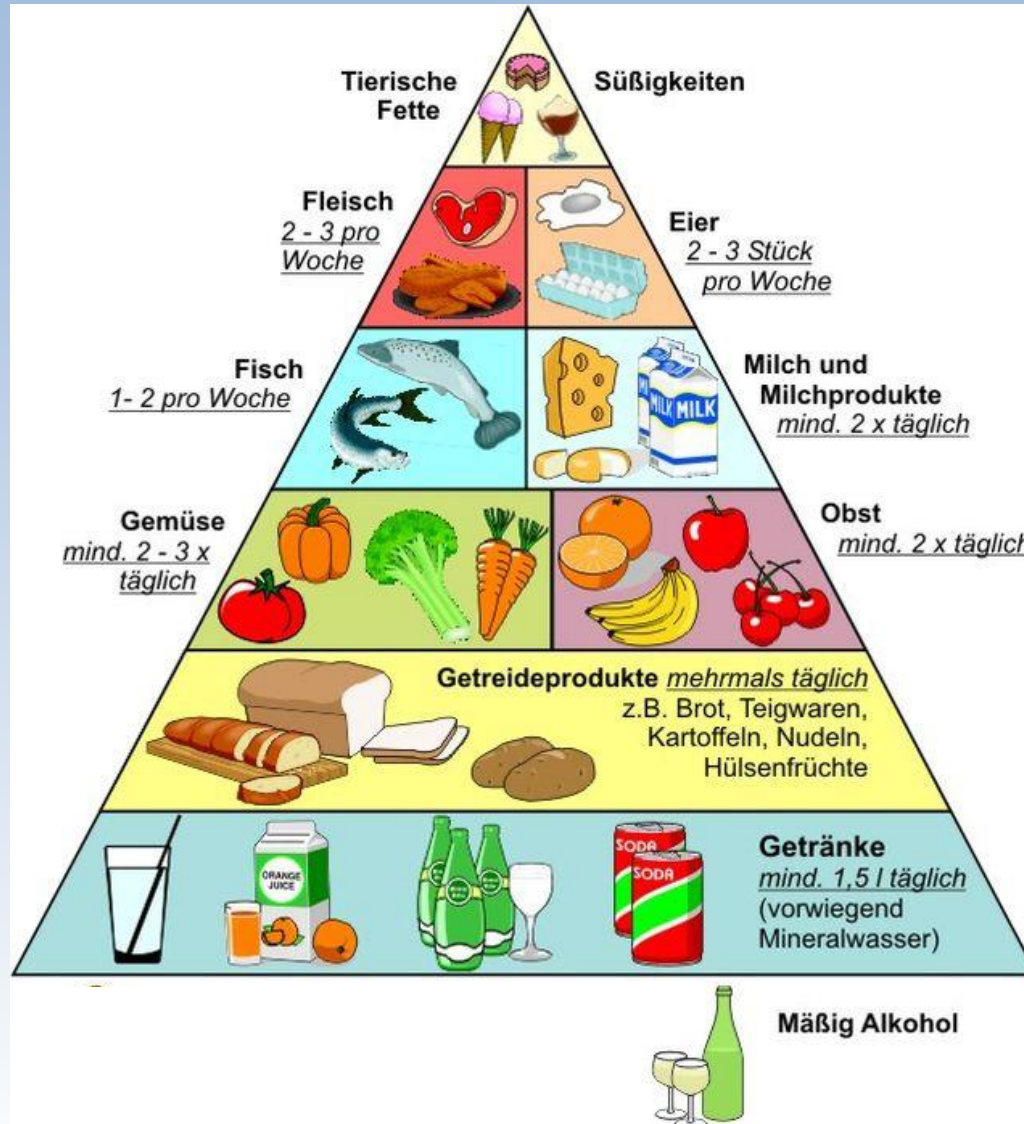 Tierische
Fette
Süßigkeiten
Fleisch
2 - 3 pro
Woche
Eier
2 - 3 Stück
pro Woche
Fisch
1- 2 pro Woche
Milch und
Milchprodukte
mind. 2 x täglich
MILK
MILK
Gemüse
mind. 2 - 3 x
täglich
Obst
mind. 2 x täglich
Getreideprodukte mehrmals täglich
z.B. Brot, Teigwaren,
Kartoffeln, Nudeln,
Hülsenfrüchte
ORANGE
JUICE
SODA
SODA
Getränke
mind. 1,5 l täglich
(vorwiegend
Mineralwasser)
Mäßig Alkohol